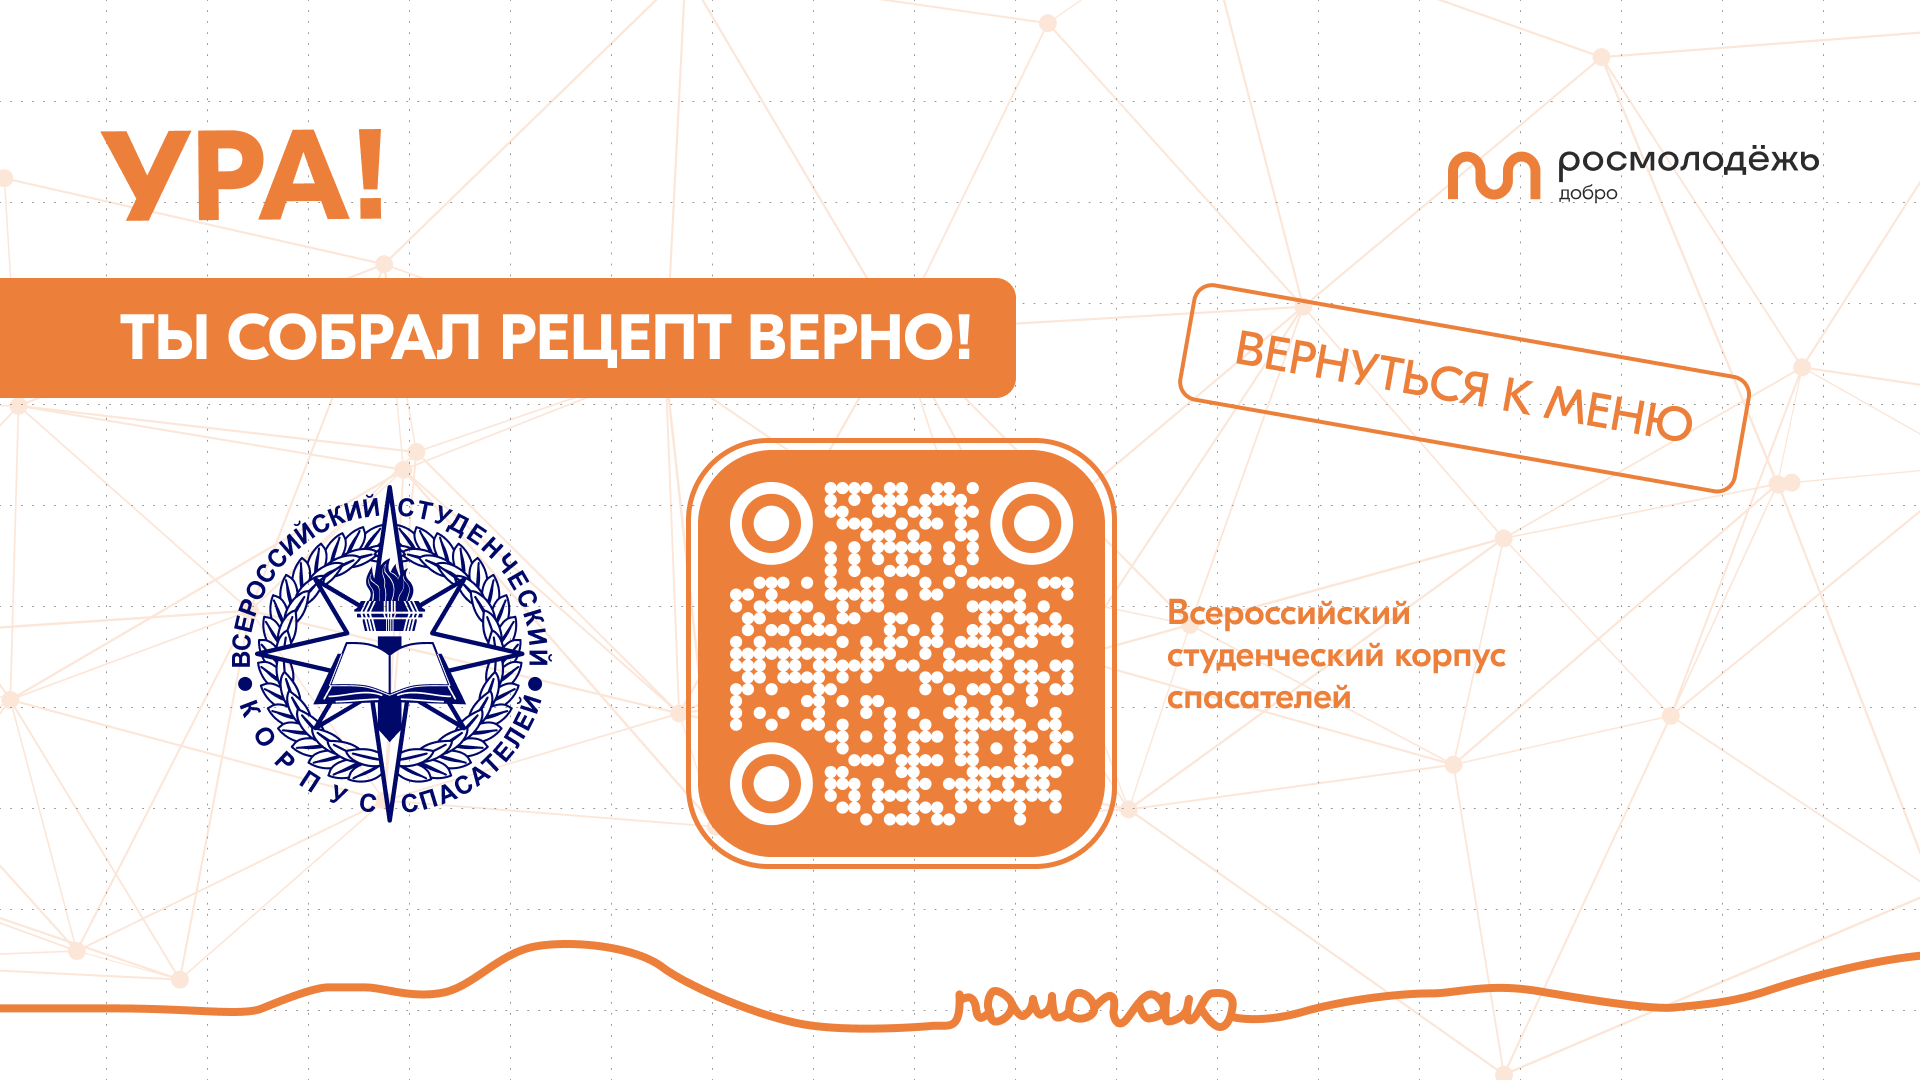 УРА!
росмолодёжь
добро
ТЫ СОБРАЛ РЕЦЕПТ ВЕРНО!
ВЕРНУТЬСЯ К МЕНЮ
ВСЕРОССИЙСКИЙ СТУДЕНЧЕСКИЙ
КОРПУС СПАСАТЕЛЕЙ
Всероссийский
студенческий корпус
спасателей
помогаю